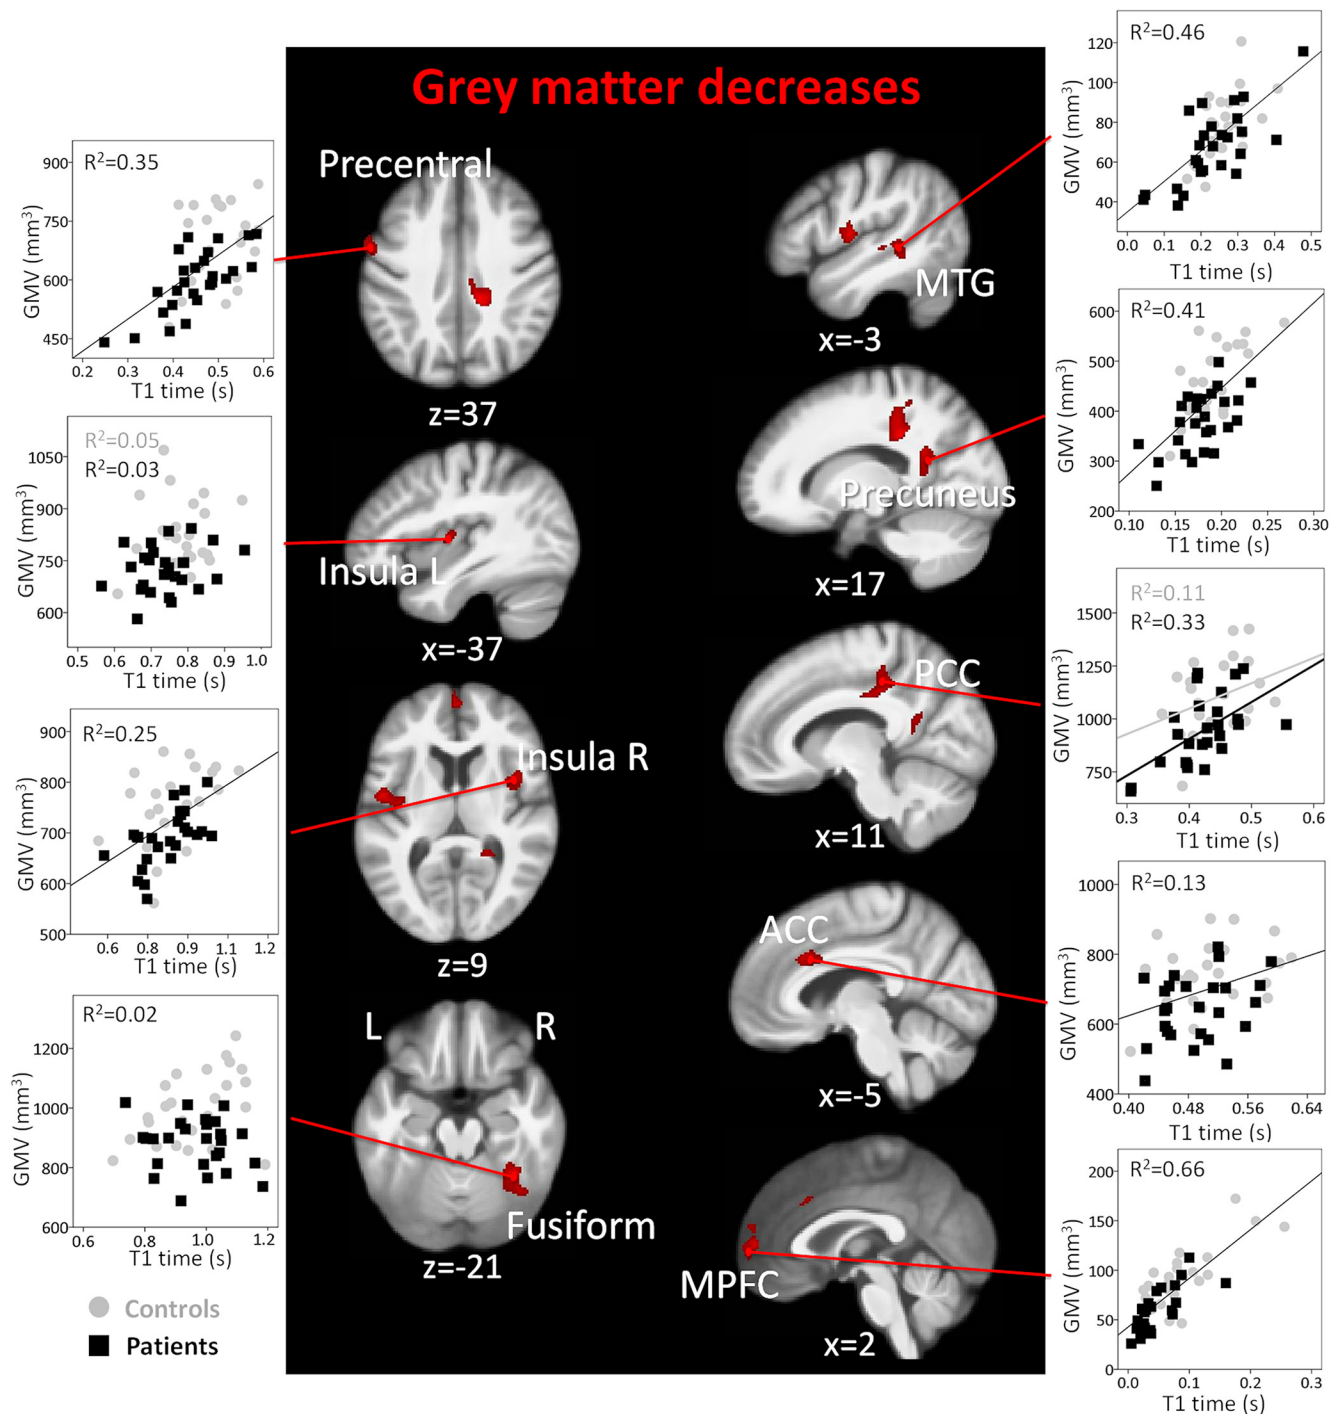 Grey matter decreases
R²=0.35
GMV (mm³)
900
750
600
450
0.2 0.3 0.4 0.5 0.6
T1 time (s)
Precentral
z=37
R²=0.05
R²=0.03
GMV (mm³)
1050
900
750
600
0.5 0.6 0.7 0.8 0.9 1.0
T1 time (s)
Insula L
x=-37
R²=0.25
GMV (mm³)
900
800
700
600
500
0.6 0.8 0.9 1.1 1.2
T1 time (s)
Insula R
z=9
R²=0.02
GMV (mm³)
1200
1000
800
600
0.6 0.8 1.0 1.2
T1 time (s)
L R
Fusiform
z=-21
Controls
Patients
R²=0.46
GMV (mm³)
120
100
80
60
40
0.0 0.1 0.2 0.3 0.4 0.5
T1 time (s)
MTG
x=-3
R²=0.41
GMV (mm³)
600
500
400
300
200
0.10 0.15 0.20 0.25 0.30
T1 time (s)
Precuneus
x=17
R²=0.11
R²=0.33
GMV (mm³)
1500
1250
1000
750
0.3 0.4 0.5 0.6
T1 time (s)
PCC
x=11
R²=0.13
GMV (mm³)
1000
800
600
400
0.40 0.48 0.56 0.64
T1 time (s)
ACC
x=-5
R²=0.66
GMV (mm³)
200
150
100
50
0
0.0 0.1 0.2 0.3
T1 time (s)
MPFC
x=2